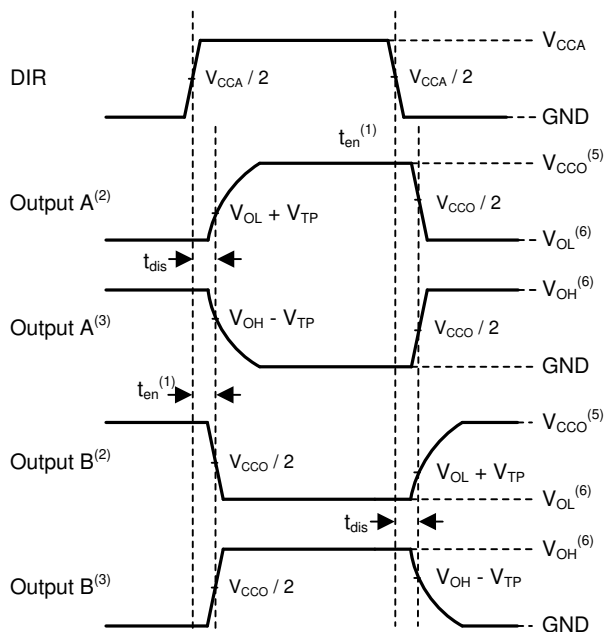 V_CCA
DIR
V_CCA / 2
V_CCA / 2
GND
t_en^(1)
V_CCO^(5)
Output A^(2)
V_OL + V_TP
V_CCO / 2
V_OL^(6)
t_dis
V_OH^(6)
Output A^(3)
V_OH - V_TP
V_CCO / 2
GND
t_en^(1)
V_CCO^(5)
Output B^(2)
V_CCO / 2
V_OL + V_TP
V_OL^(6)
t_dis
V_OH^(6)
Output B^(3)
V_CCO / 2
V_OH - V_TP
GND